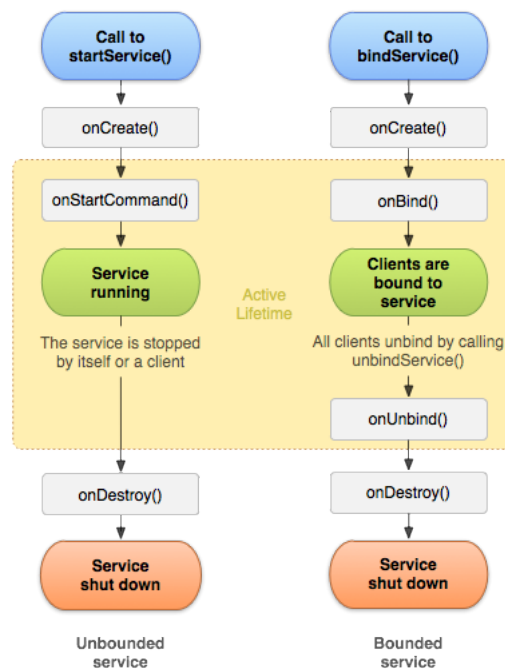 Call to
startService()
onCreate()
onStartCommand()
Service
running
The service is stopped
by itself or a client
onDestroy()
Service
shut down
Unbounded
service
Active
Lifetime
Call to
bindService()
onCreate()
onBind()
Clients are
bound to
service
All clients unbind by calling
unbindService()
onUnbind()
onDestroy()
Service
shut down
Bounded
service